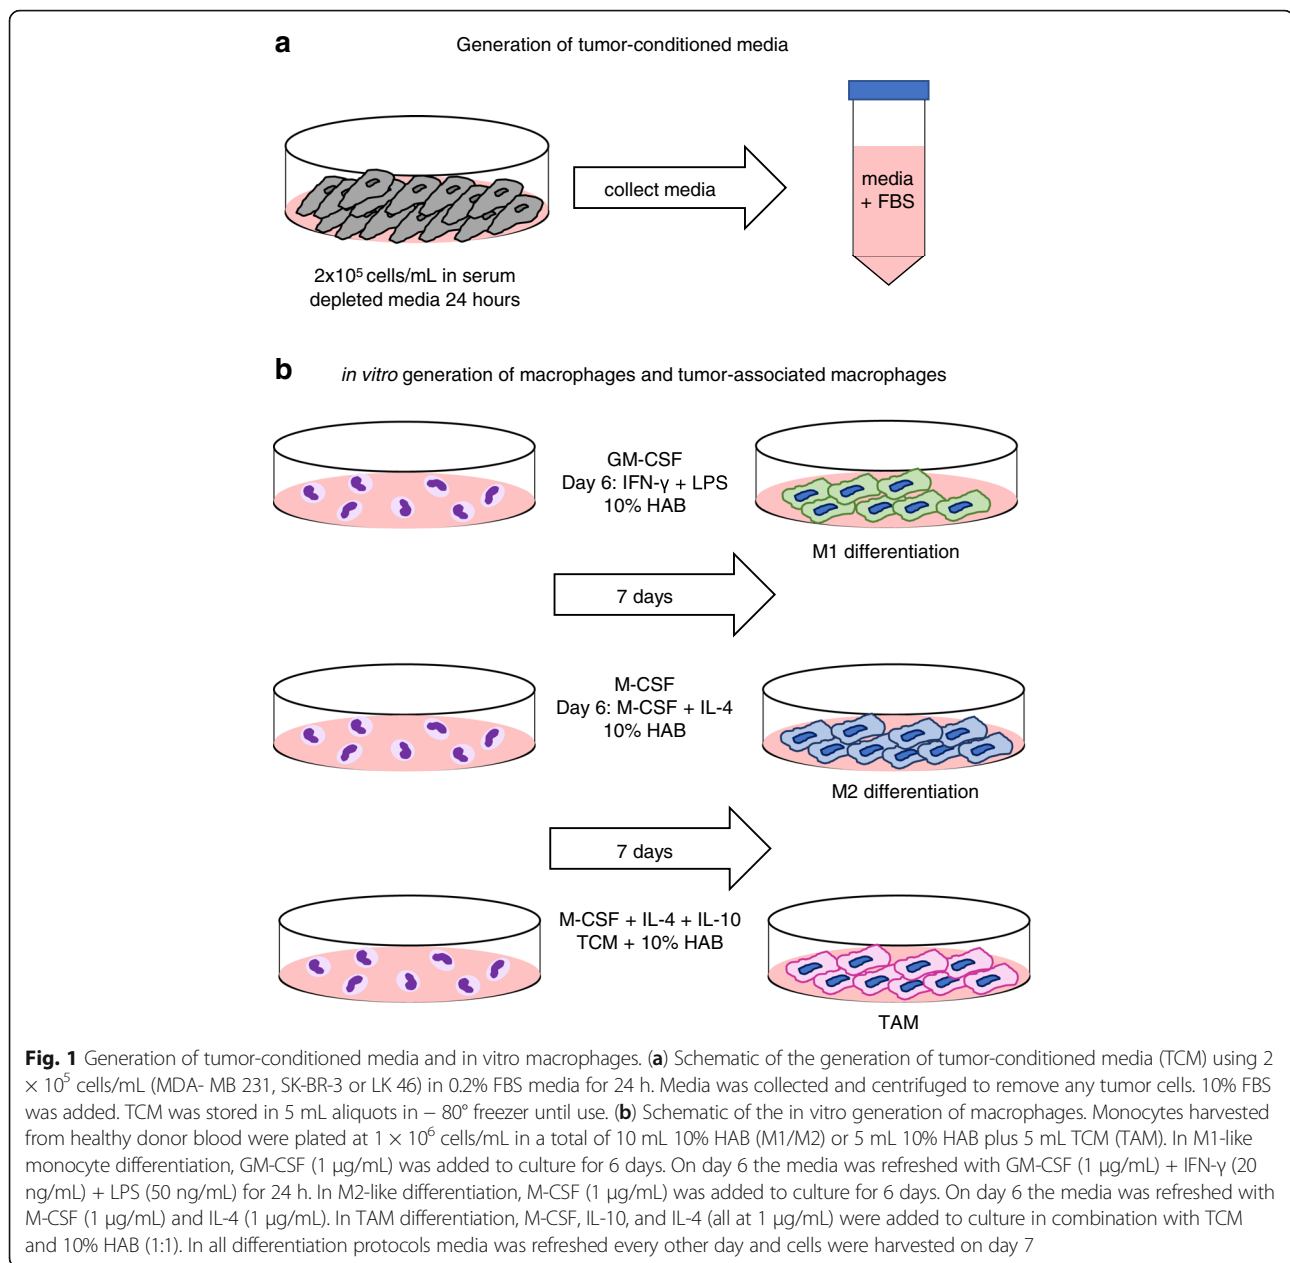 a
Generation of tumor-conditioned media
collect media
media
+ FBS
2x10⁵ cells/mL in serum
depleted media 24 hours
b
in vitro generation of macrophages and tumor-associated macrophages
GM-CSF
Day 6: IFN-γ + LPS
10% HAB
M1 differentiation
7 days
M-CSF
Day 6: M-CSF + IL-4
10% HAB
M2 differentiation
7 days
M-CSF + IL-4 + IL-10
TCM + 10% HAB
TAM
Fig. 1 Generation of tumor-conditioned media and in vitro macrophages. (a) Schematic of the generation of tumor-conditioned media (TCM) using 2
× 10⁵ cells/mL (MDA- MB 231, SK-BR-3 or LK 46) in 0.2% FBS media for 24 h. Media was collected and centrifuged to remove any tumor cells. 10% FBS
was added. TCM was stored in 5 mL aliquots in − 80° freezer until use. (b) Schematic of the in vitro generation of macrophages. Monocytes harvested
from healthy donor blood were plated at 1 × 10⁶ cells/mL in a total of 10 mL 10% HAB (M1/M2) or 5 mL 10% HAB plus 5 mL TCM (TAM). In M1-like
monocyte differentiation, GM-CSF (1 μg/mL) was added to culture for 6 days. On day 6 the media was refreshed with GM-CSF (1 μg/mL) + IFN-γ (20
ng/mL) + LPS (50 ng/mL) for 24 h. In M2-like differentiation, M-CSF (1 μg/mL) was added to culture for 6 days. On day 6 the media was refreshed with
M-CSF (1 μg/mL) and IL-4 (1 μg/mL). In TAM differentiation, M-CSF, IL-10, and IL-4 (all at 1 μg/mL) were added to culture in combination with TCM
and 10% HAB (1:1). In all differentiation protocols media was refreshed every other day and cells were harvested on day 7